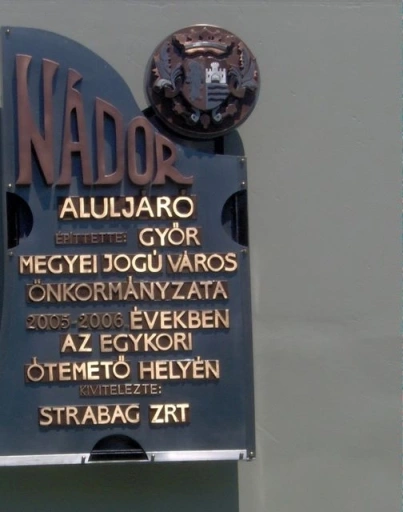 NÁDOR
ALULJÁRÓ
ÉPÍTTETTE: GYŐR
MEGYEI JOGÚ VÁROS
ÖNKORMÁNYZATA
2005-2006. ÉVEKBEN
AZ EGYKORI
ÓTEMETŐ HELYÉN
KIVITELEZTE:
STRABAG ZRT